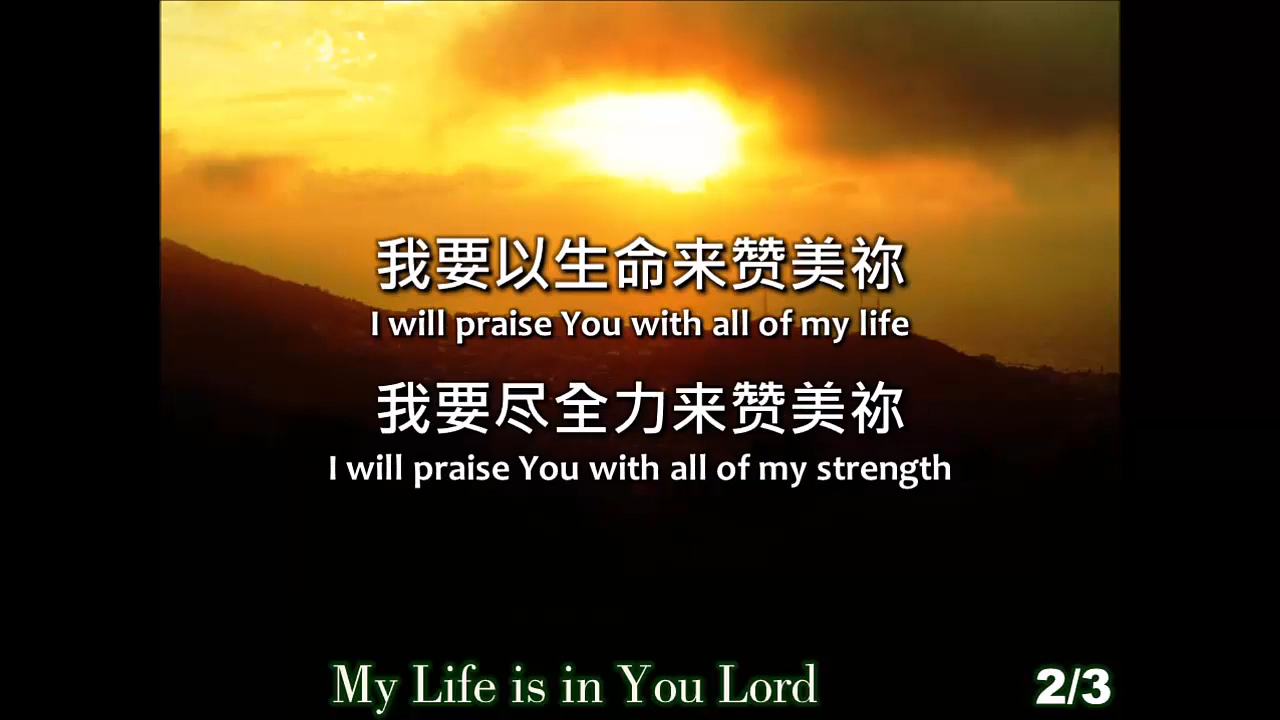 我要以生命来赞美祢
I will praise You with all of my life
我要尽全力来赞美祢
I will praise You with all of my strength
My Life is in You Lord
2/3